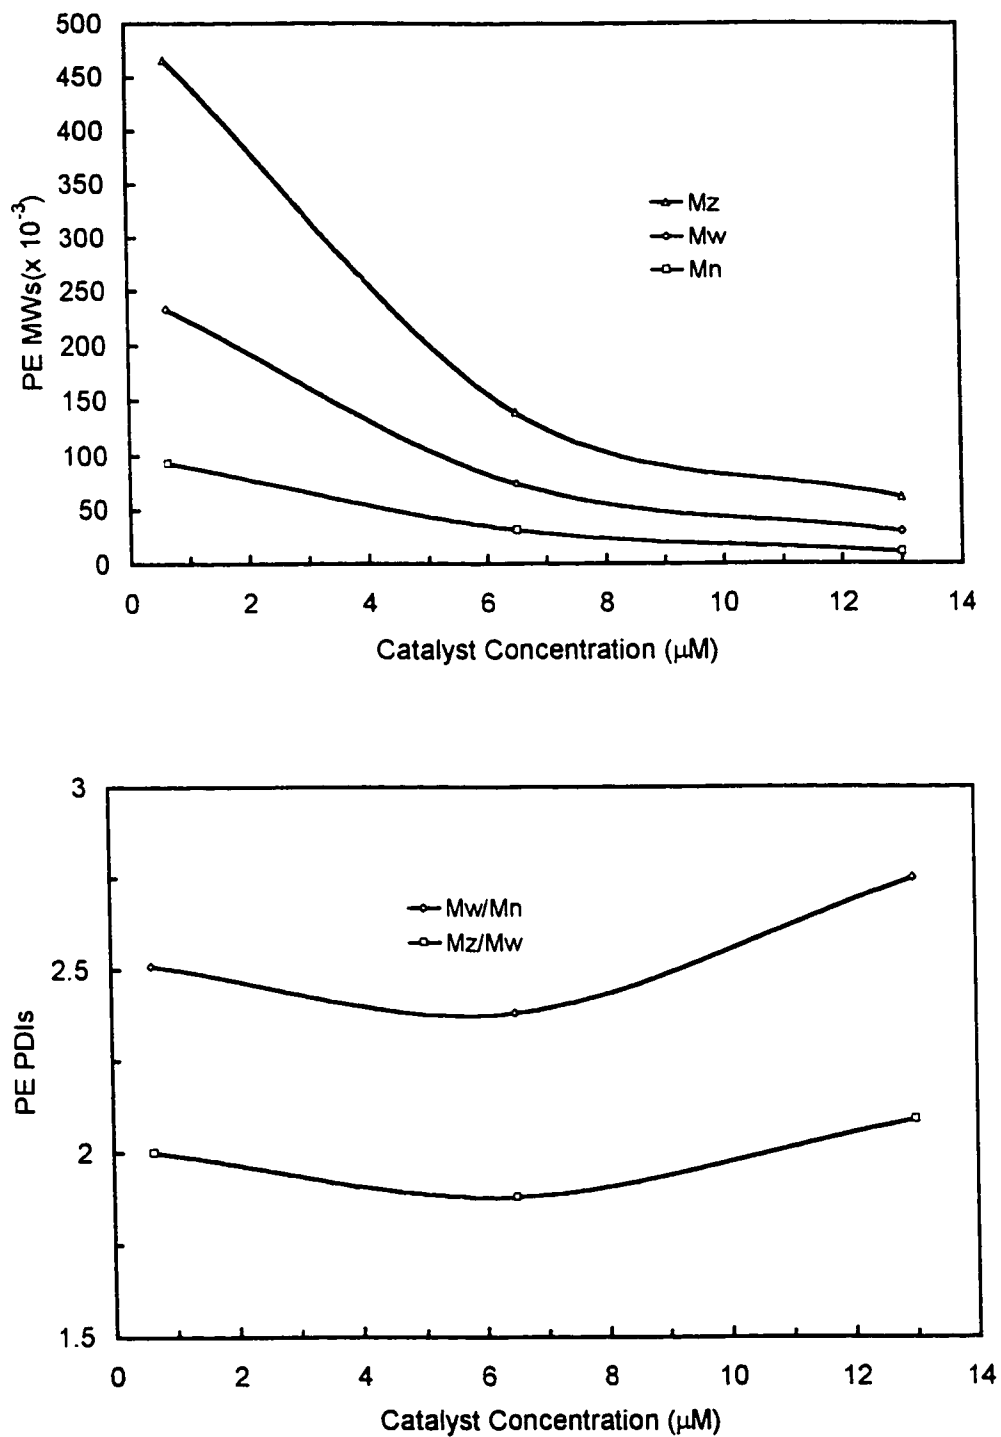 500
450
400
350
300
250
200
150
100
50
0
PE MWs(x 10⁻³)
Mz
Mw
Mn
0 2 4 6 8 10 12 14
Catalyst Concentration (μM)
3
2.5
2
1.5
PE PDIs
Mw/Mn
Mz/Mw
0 2 4 6 8 10 12 14
Catalyst Concentration (μM)